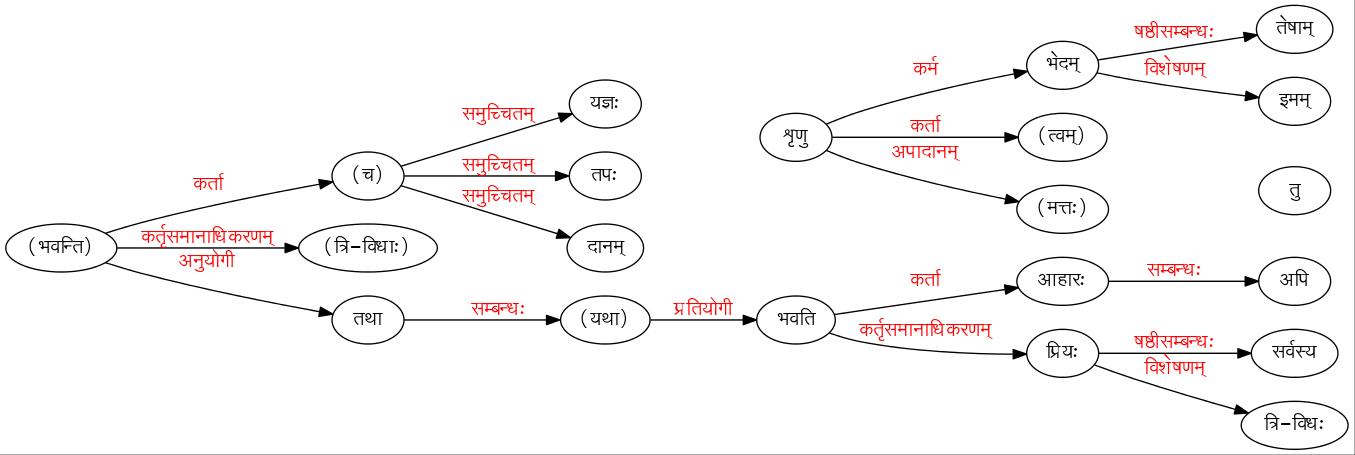 तेषाम्
षष्ठीसम्बन्धः
भेदम्
कर्म
विशेषणम्
इमम्
यज्ञः
समुच्चितम्
शृणु
कर्ता
(त्वम्)
अपादानम्
(च)
समुच्चितम्
तपः
कर्ता
समुच्चितम्
तु
(मत्तः)
(भवन्ति)
कर्तृसमानाधिकरणम्
(त्रि-विधाः)
दानम्
अनुयोगी
कर्ता
आहारः
सम्बन्धः
अपि
तथा
सम्बन्धः
(यथा)
प्रतियोगी
भवति
कर्तृसमानाधिकरणम्
प्रियः
षष्ठीसम्बन्धः
सर्वस्य
विशेषणम्
त्रि-विधः